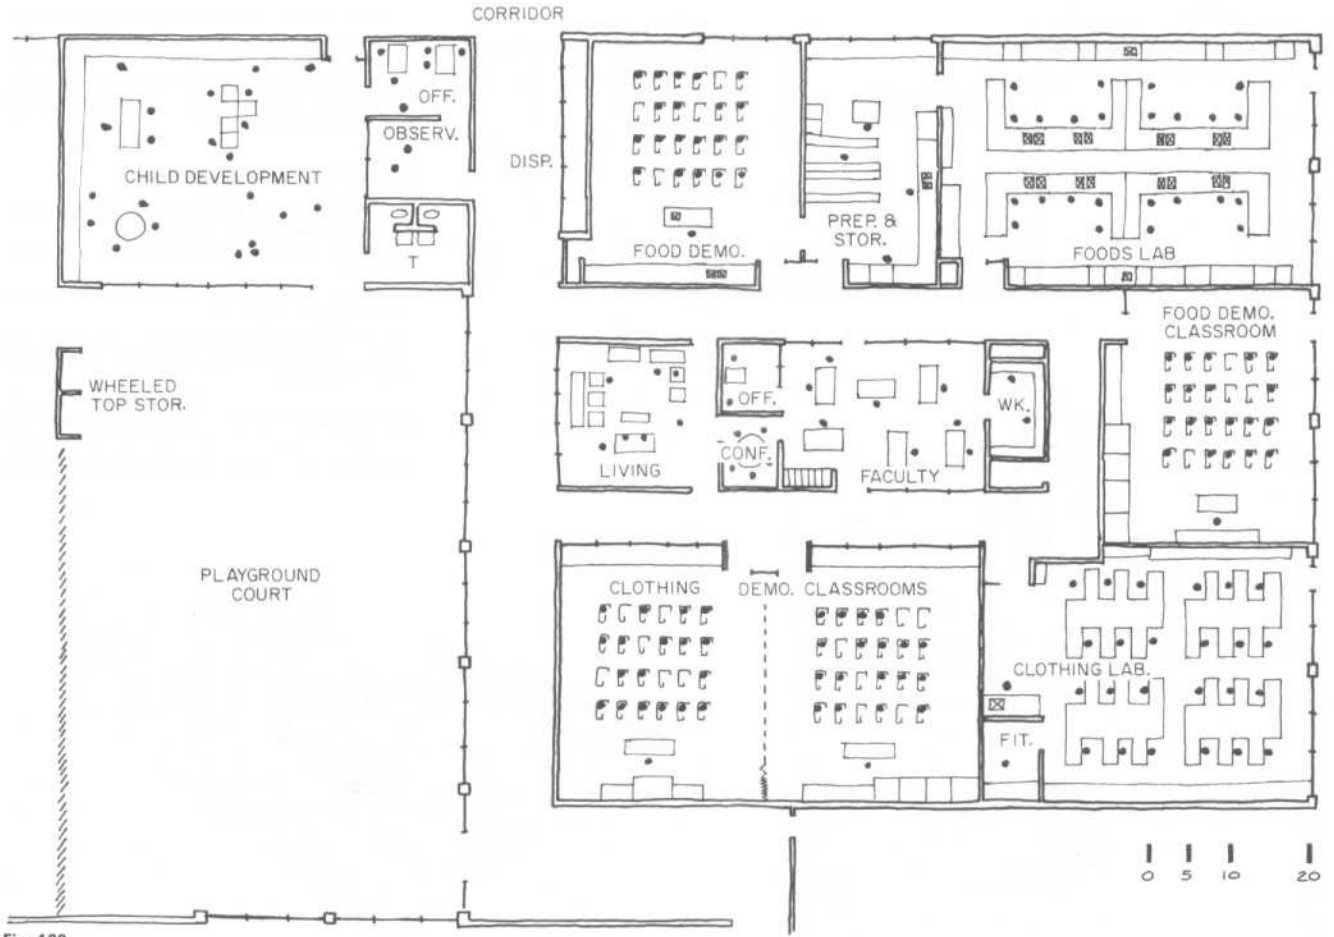 CORRIDOR
OFF.
OBSERV.
CHILD DEVELOPMENT
T
DISP.
FOOD DEMO.
PREP. &
STOR.
FOODS LAB
FOOD DEMO.
CLASSROOM
WHEELED
TOP STOR.
LIVING
OFF.
CONF.
FACULTY
WK.
PLAYGROUND
COURT
CLOTHING
DEMO. CLASSROOMS
CLOTHING LAB.
FIT.
0 5 10 20